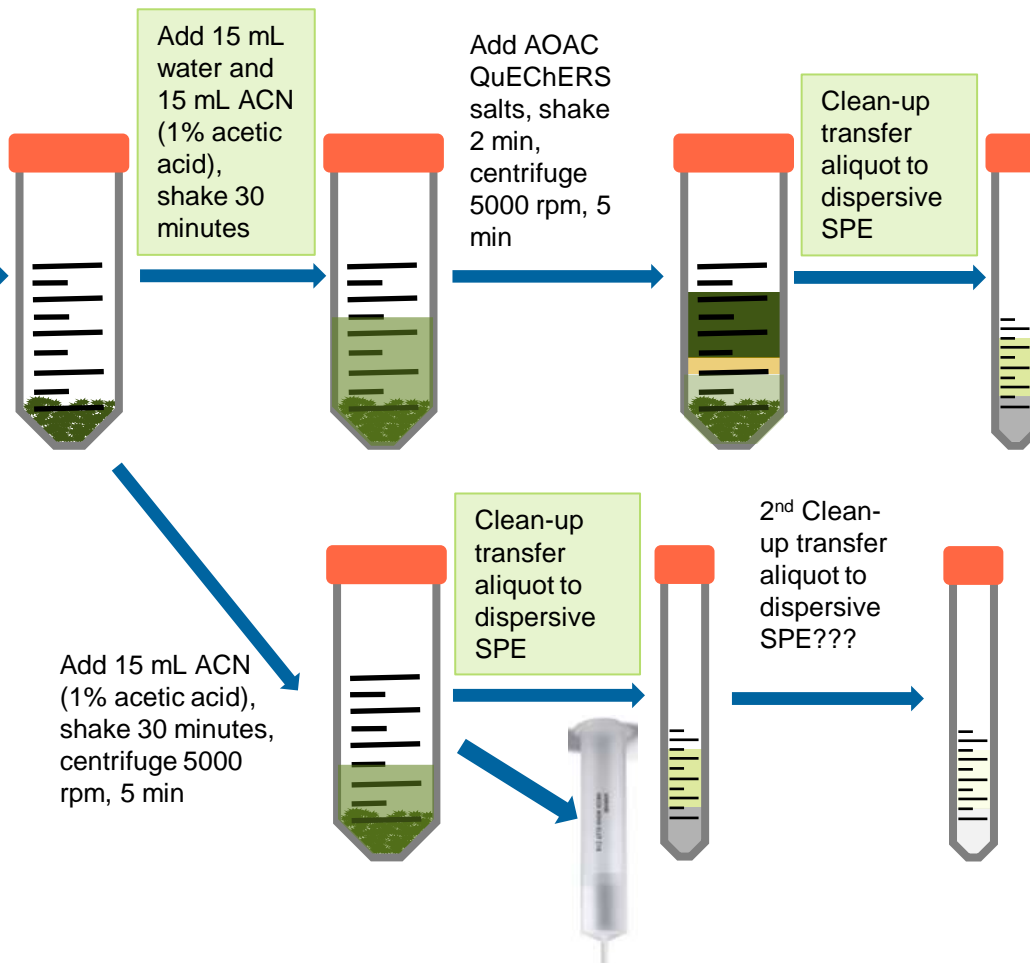 Add 15 mL
water and
15 mL ACN
(1% acetic
acid),
shake 30
minutes
Add AOAC
QuEChERS
salts, shake
2 min,
centrifuge
5000 rpm, 5
min
Clean-up
transfer
aliquot to
dispersive
SPE
Add 15 mL ACN
(1% acetic acid),
shake 30 minutes,
centrifuge 5000
rpm, 5 min
Clean-up
transfer
aliquot to
dispersive
SPE
2nd Clean-
up transfer
aliquot to
dispersive
SPE???